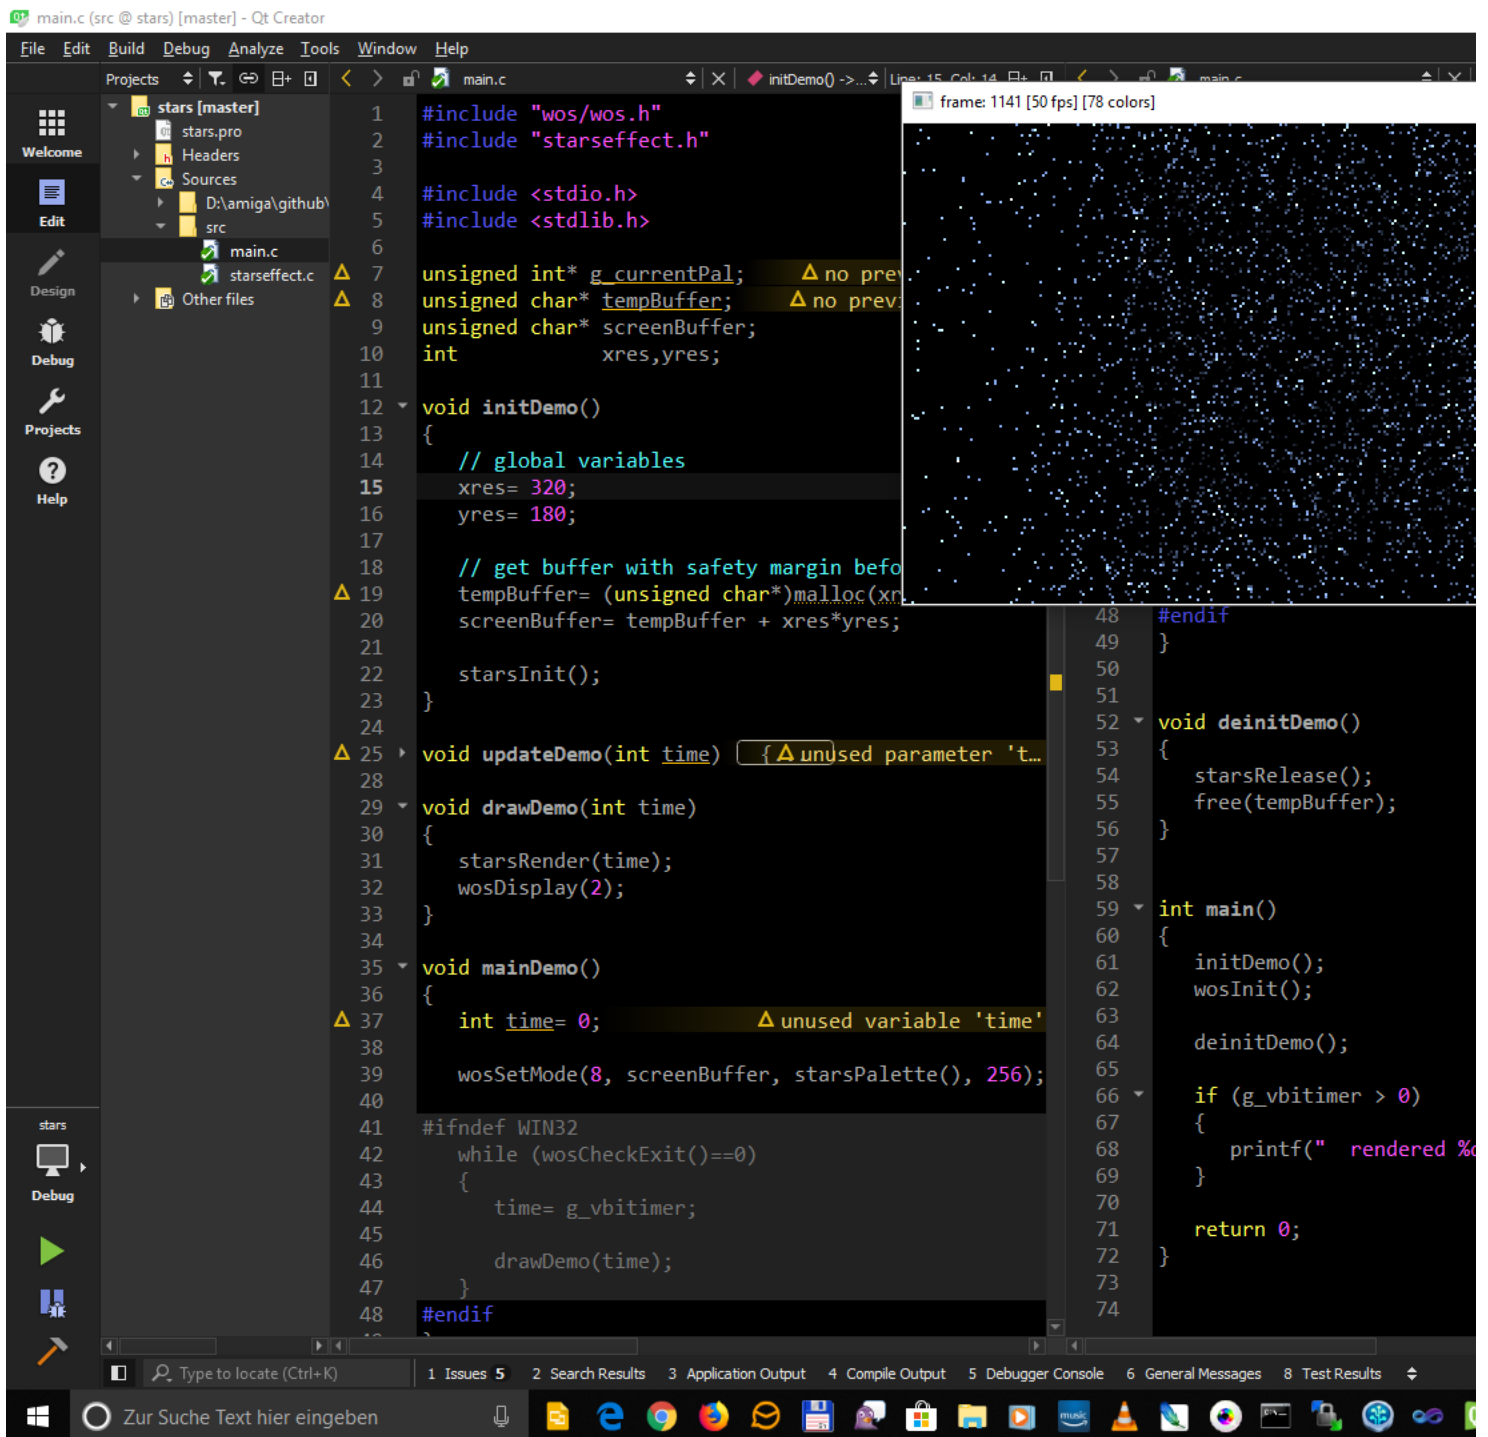 main.c (src @ stars) [master] - Qt Creator
File Edit Build Debug Analyze Tools Window Help
Projects
main.c
initDemo() ->...
Line: 15, Col: 14
main.c
Welcome
Edit
Design
Debug
Projects
Help
stars [master]
stars.pro
Headers
Sources
D:\amiga\github\
src
main.c
starseffect.c
Other files
frame: 1141 [50 fps] [78 colors]
1 #include "wos/wos.h"
2 #include "starseffect.h"
3
4 #include <stdio.h>
5 #include <stdlib.h>
6
7 unsigned int* g_currentPal; no prev
8 unsigned char* tempBuffer; no previ
9 unsigned char* screenBuffer;
10 int xres,yres;
11
12 void initDemo()
13 {
14 // global variables
15 xres= 320;
16 yres= 180;
17
18 // get buffer with safety margin befo
19 tempBuffer= (unsigned char*)malloc(xr
20 screenBuffer= tempBuffer + xres*yres;
21
22 starsInit();
23 }
24
25 void updateDemo(int time) { unused parameter 't…
28
29 void drawDemo(int time)
30 {
31 starsRender(time);
32 wosDisplay(2);
33 }
34
35 void mainDemo()
36 {
37 int time= 0; unused variable 'time'
38
39 wosSetMode(8, screenBuffer, starsPalette(), 256);
40
41 #ifndef WIN32
42 while (wosCheckExit()==0)
43 {
44 time= g_vbitimer;
45
46 drawDemo(time);
47 }
48 #endif
48 #endif
49 }
50
51
52 void deinitDemo()
53 {
54 starsRelease();
55 free(tempBuffer);
56 }
57
58
59 int main()
60 {
61 initDemo();
62 wosInit();
63
64 deinitDemo();
65
66 if (g_vbitimer > 0)
67 {
68 printf(" rendered %
69 }
70
71 return 0;
72 }
73
74
stars
Debug
Type to locate (Ctrl+K)
1 Issues 5 2 Search Results 3 Application Output 4 Compile Output 5 Debugger Console 6 General Messages 8 Test Results
Zur Suche Text hier eingeben
music